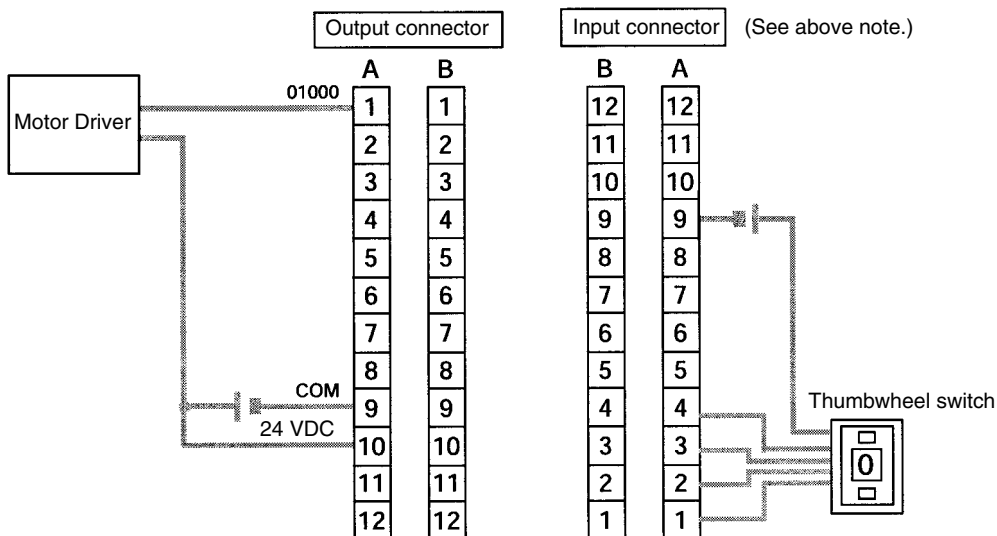 Output connector
Input connector (See above note.)
A B B A
01000
Motor Driver
1 1 12 12
2 2 11 11
3 3 10 10
4 4 9 9
5 5 8 8
6 6 7 7
7 7 6 6
8 8 5 5
COM
9 9 4 4
Thumbwheel switch
24 VDC
10 10 3 3
0
11 11 2 2
12 12 1 1